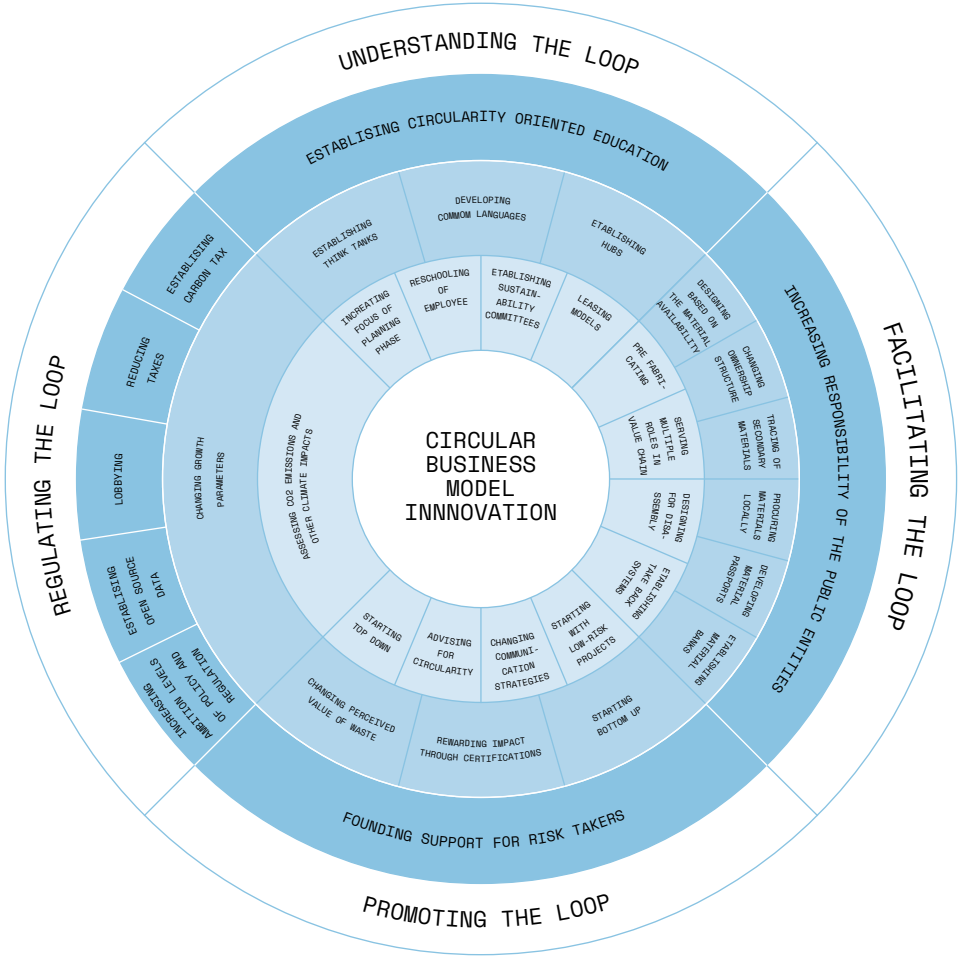 UNDERSTANDING THE LOOP
ESTABLISING CIRCULARITY ORIENTED EDUCATION
ESTABLISHING
THINK TANKS
DEVELOPING
COMMOM LANGUAGES
ETABLISHING
HUBS
INCREATING
FOCUS OF
PLANNING
PHASE
RESCHOOLING
OF
EMPLOYEE
ETABLISHING
SUSTAIN-
ABILITY
COMMITTEES
LEASING
MODELS
FACILITATING THE LOOP
INCREASING RESPONSIBILITY OF THE PUBLIC ENTITIES
DESIGNING
BASED ON
THE MATERIAL
AVAILABILITY
CHANGING
OWNERSHIP
STRUCTURE
TRACING OF
SECONDARY
MATERIALS
PROCURING
MATERIALS
LOCALLY
DEVELOPING
MATERIAL
PASSPORTS
ETABLISHING
MATERIAL
BANKS
PRE FABRI-
CATING
SERVING
MULTIPLE
ROLES IN
VALUE CHAIN
DESIGNING
FOR DISA-
SSEMBLY
ETABLISHING
TAKE BACK
SYSTEMS
PROMOTING THE LOOP
FOUNDING SUPPORT FOR RISK TAKERS
CHANGING PERCEIVED
VALUE OF WASTE
REWARDING IMPACT
THROUGH CERTIFICATIONS
STARTING
BOTTOM UP
STARTING
TOP DOWN
ADVISING
FOR
CIRCULARITY
CHANGING
COMMUNI-
CATION
STRATEGIES
STARTING
WITH
LOW-RISK
PROJECTS
REGULATING THE LOOP
ESTABLISING
CARBON TAX
REDUCING
TAXES
LOBBYING
ESTABLISING
OPEN SOURCE
DATA
INCREASING
AMBITION LEVELS
OF POLICY AND
REGULATION
CHANGING GROWTH
PARAMETERS
ASSESSING CO2 EMISSIONS AND
OTHER CLIMATE IMPACTS
CIRCULAR
BUSINESS
MODEL
INNNOVATION